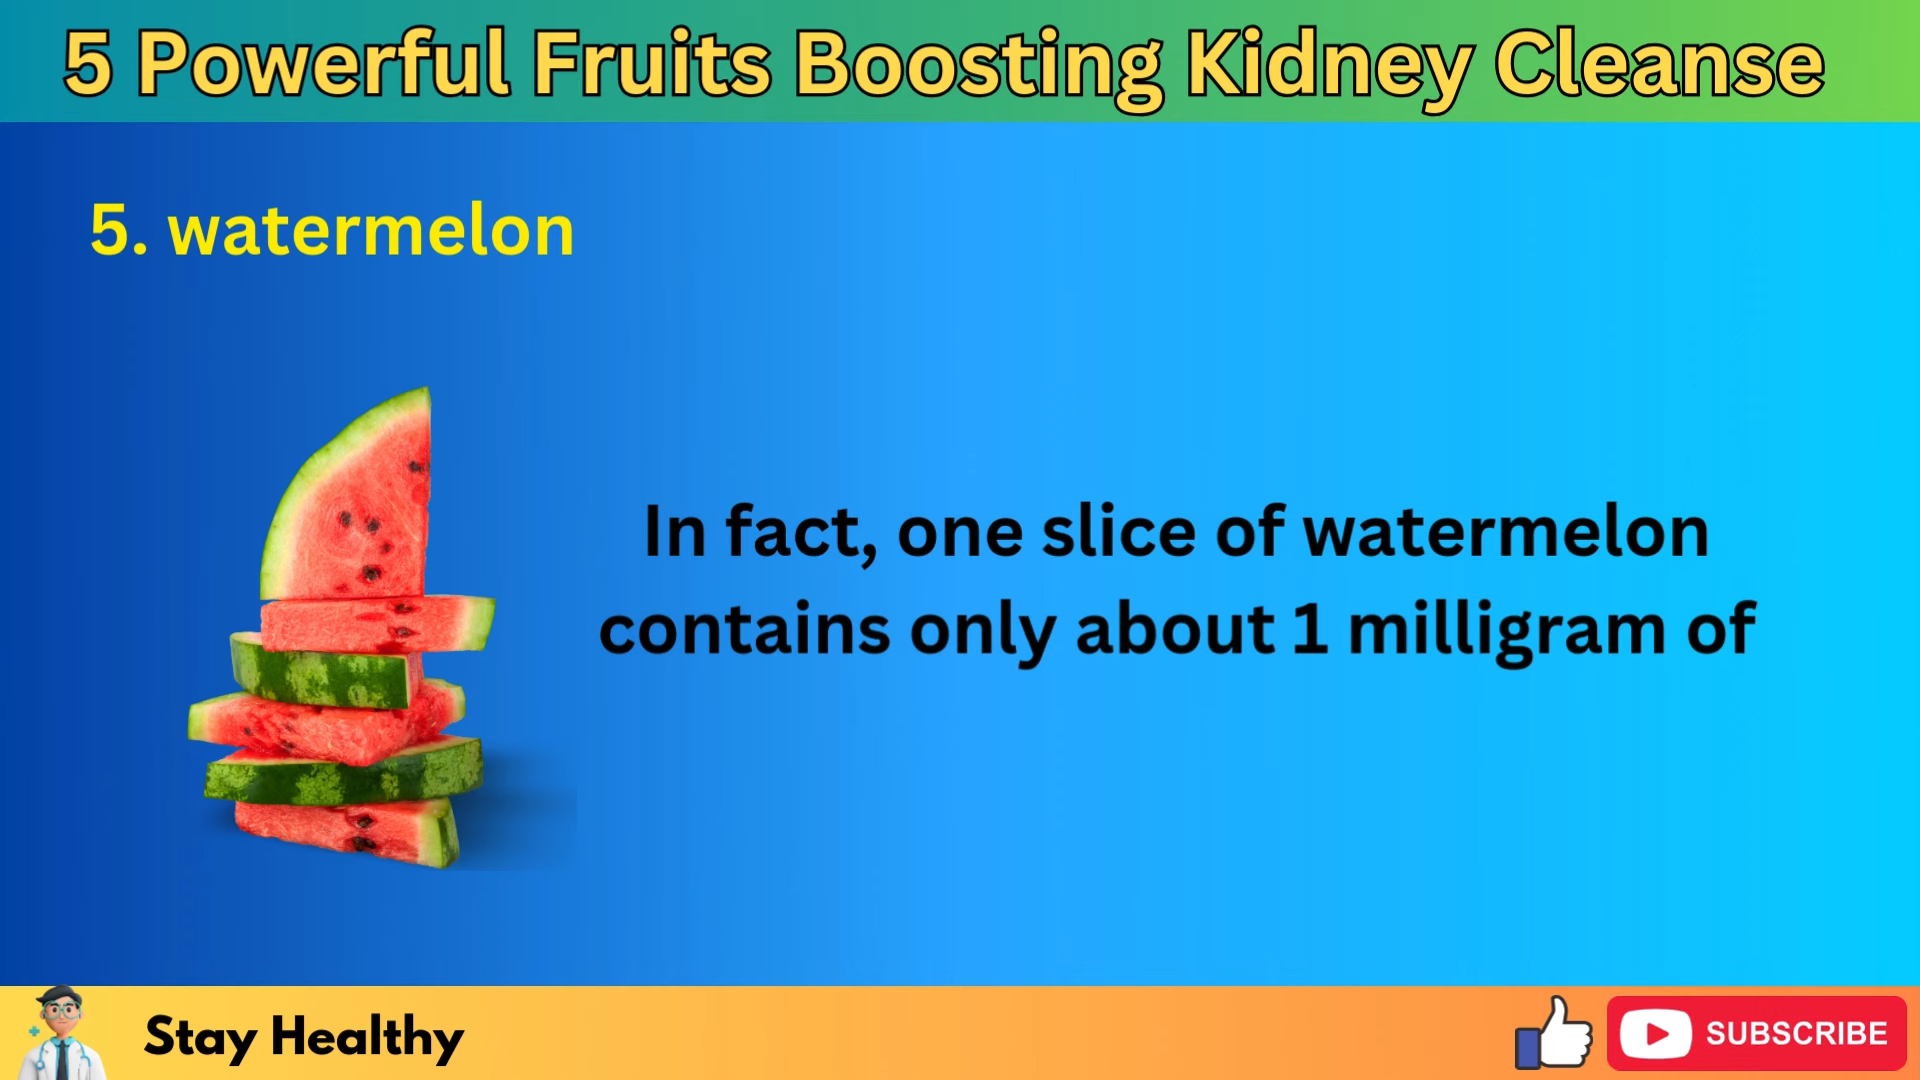 5 Powerful Fruits Boosting Kidney Cleanse
5. watermelon
In fact, one slice of watermelon
contains only about 1 milligram of
Stay Healthy
SUBSCRIBE